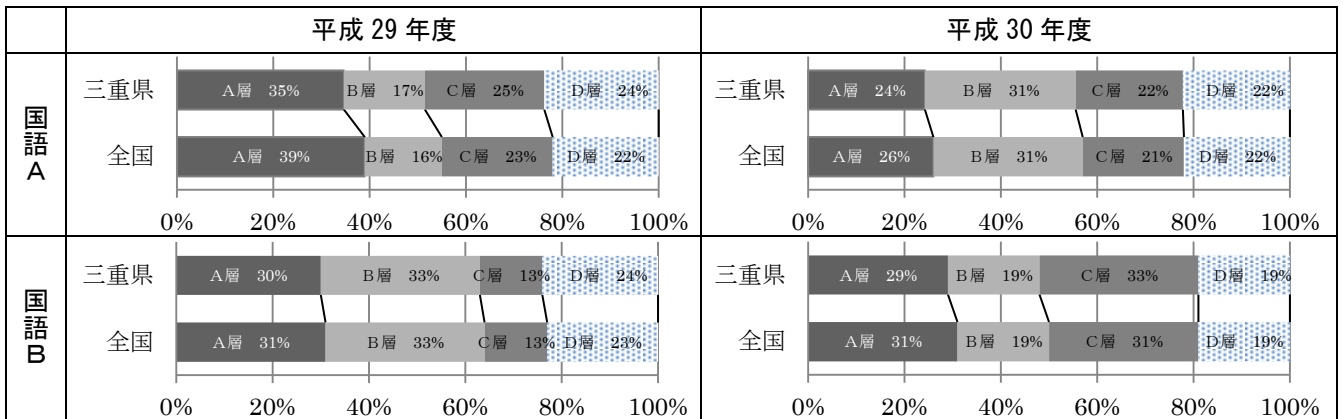 平成 29 年度 平成 30 年度
国語A
三重県 A層 35% B層 17% C層 25% D層 24%
全国 A層 39% B層 16% C層 23% D層 22%
0% 20% 40% 60% 80% 100%
三重県 A層 24% B層 31% C層 22% D層 22%
全国 A層 26% B層 31% C層 21% D層 22%
0% 20% 40% 60% 80% 100%
国語B
三重県 A層 30% B層 33% C層 13% D層 24%
全国 A層 31% B層 33% C層 13% D層 23%
0% 20% 40% 60% 80% 100%
三重県 A層 29% B層 19% C層 33% D層 19%
全国 A層 31% B層 19% C層 31% D層 19%
0% 20% 40% 60% 80% 100%